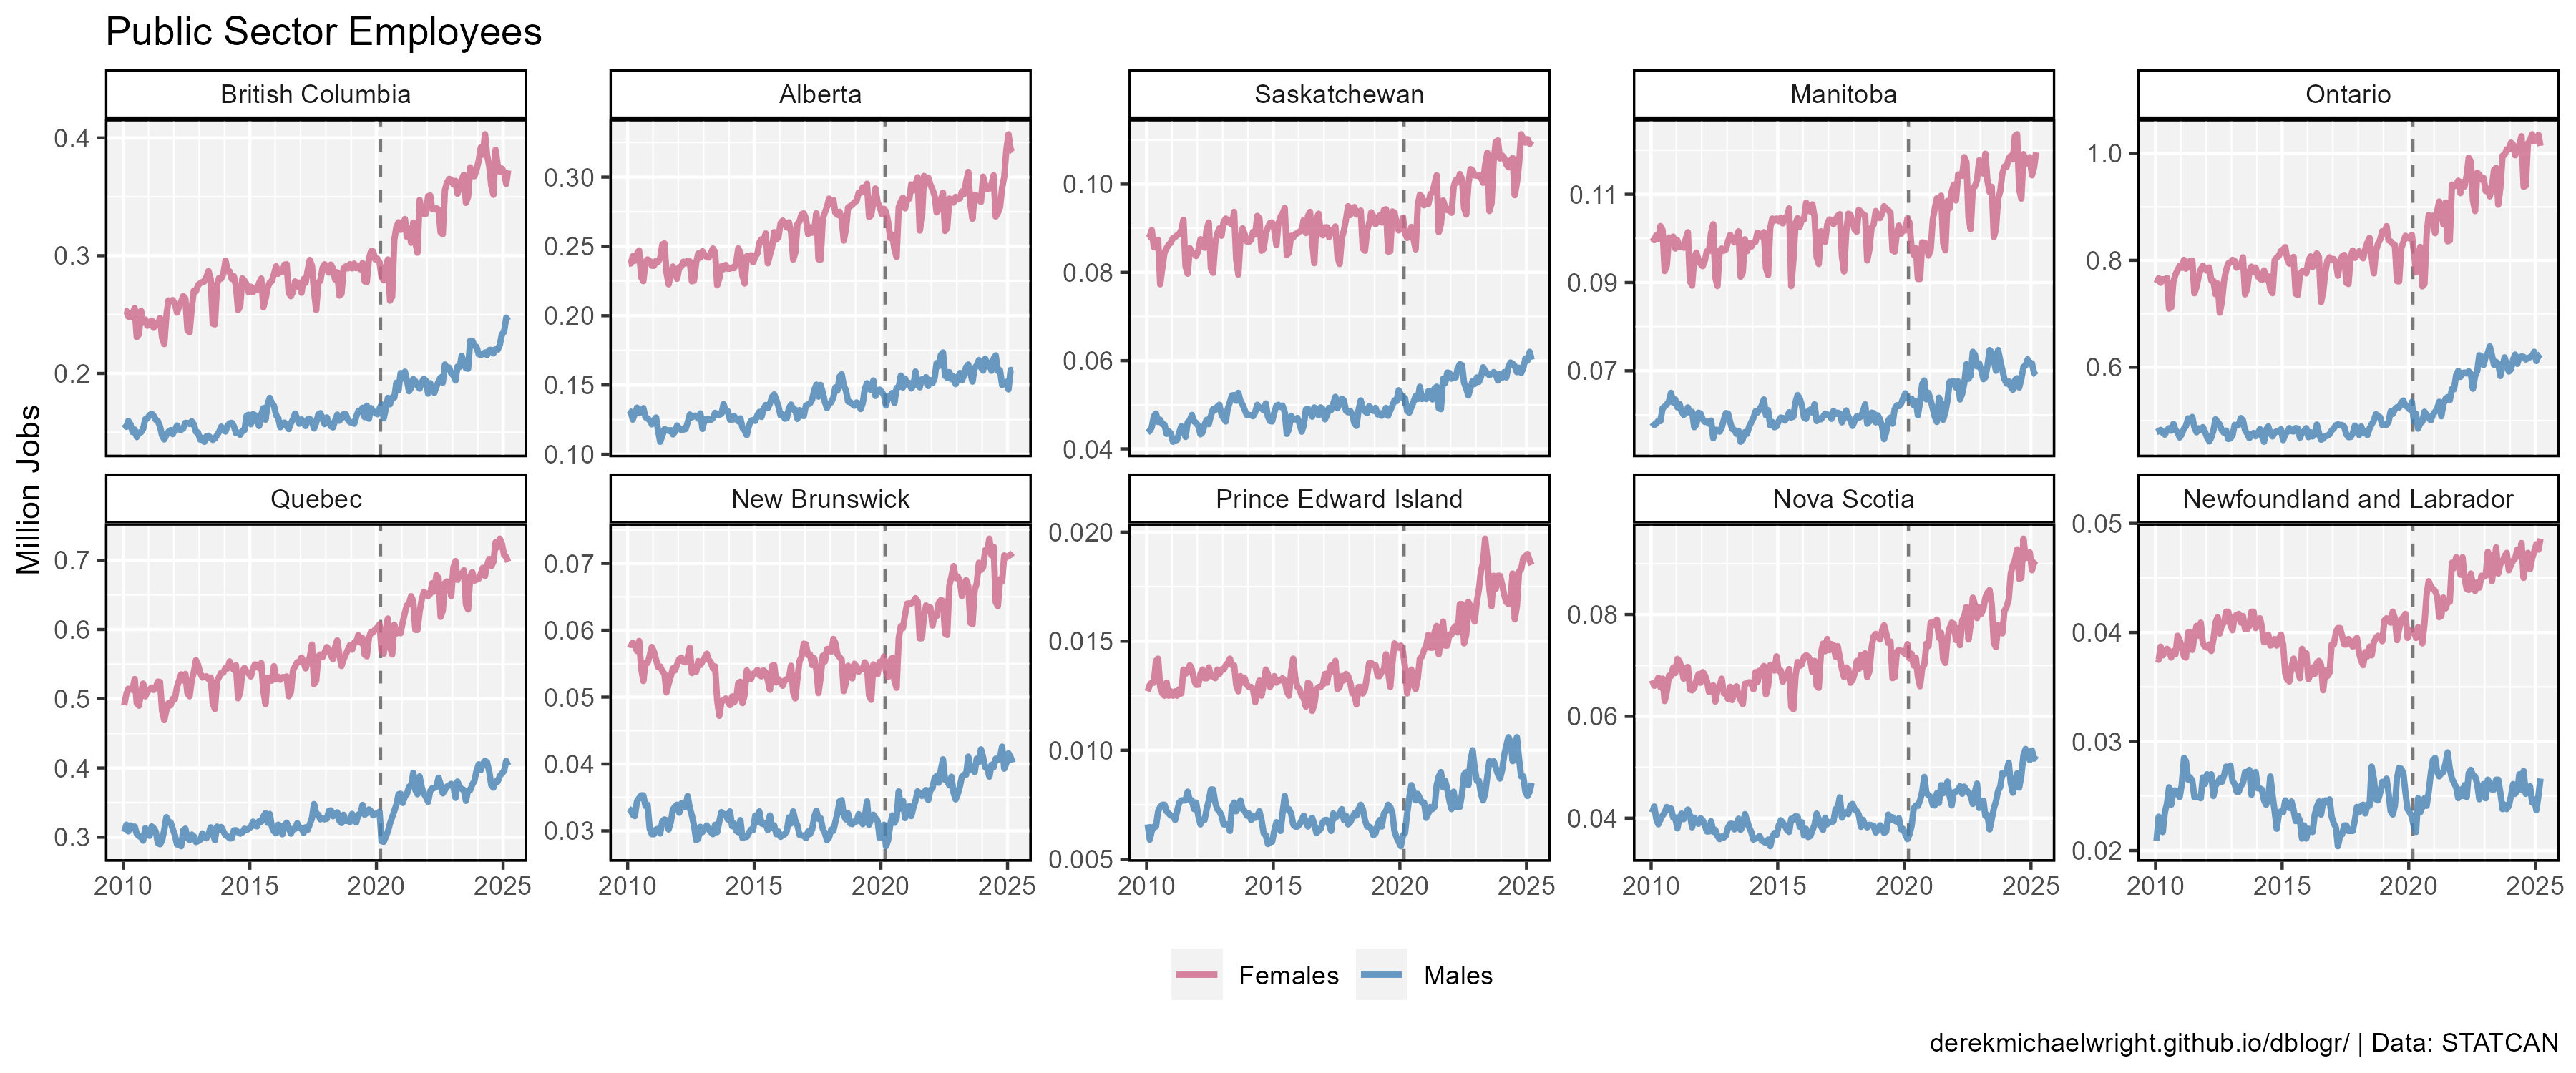 Public Sector Employees
British Columbia
Alberta
Saskatchewan
Manitoba
Ontario
0.4
0.3
0.2
0.30
0.25
0.20
0.15
0.10
0.10
0.08
0.06
0.04
0.11
0.09
0.07
1.0
0.8
0.6
Million Jobs
Quebec
New Brunswick
Prince Edward Island
Nova Scotia
Newfoundland and Labrador
0.7
0.6
0.5
0.4
0.3
0.07
0.06
0.05
0.04
0.03
0.020
0.015
0.010
0.005
0.08
0.06
0.04
0.05
0.04
0.03
0.02
2010 2015 2020 2025
2010 2015 2020 2025
2010 2015 2020 2025
2010 2015 2020 2025
2010 2015 2020 2025
Females Males
derekmichaelwright.github.io/dblogr/ | Data: STATCAN